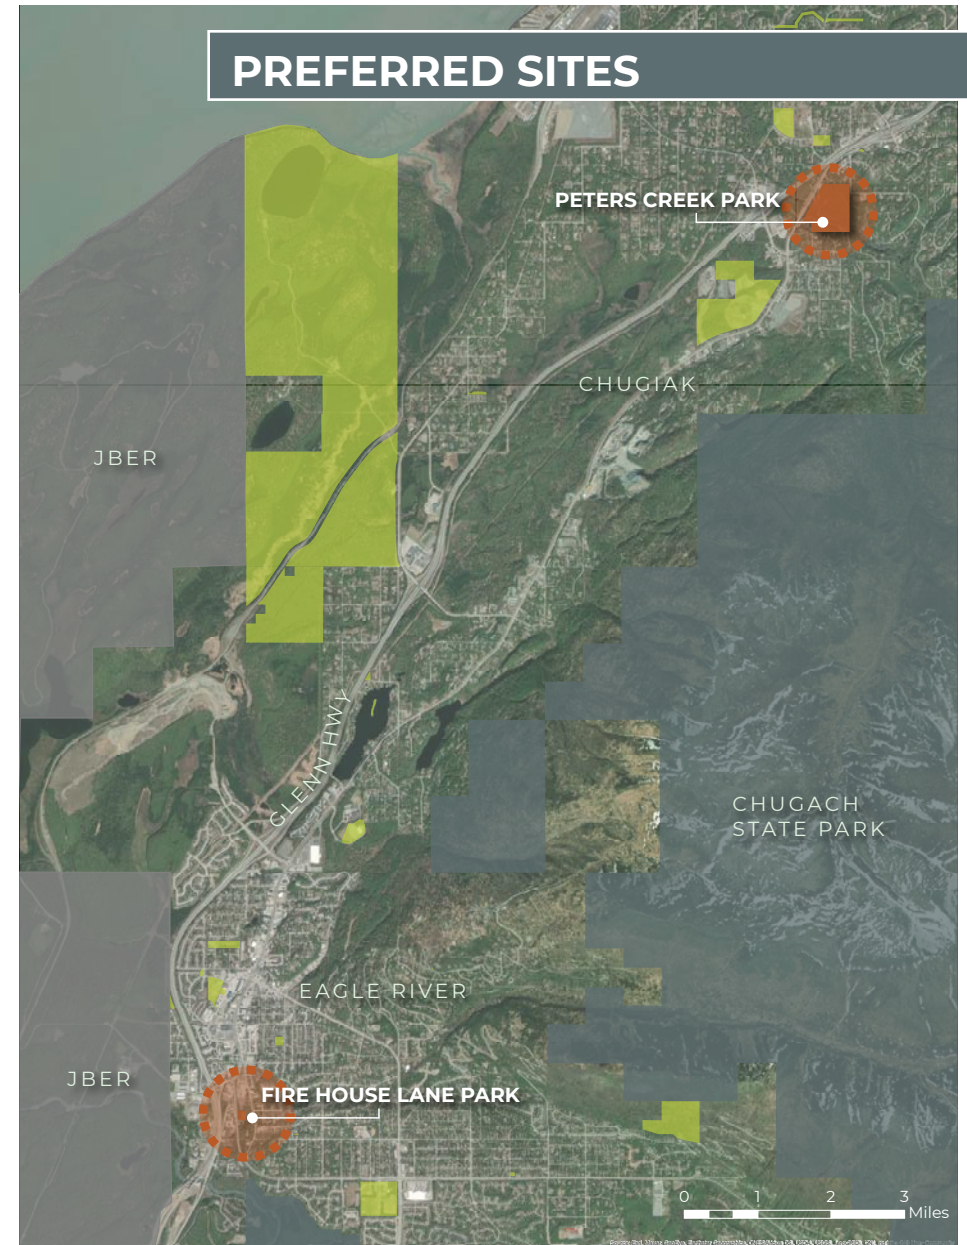 PREFERRED SITES
PETERS CREEK PARK
CHUGIAK
JBER
GLENN HWY
CHUGACH
STATE PARK
EAGLE RIVER
JBER
FIRE HOUSE LANE PARK
0 1 2 3
Miles